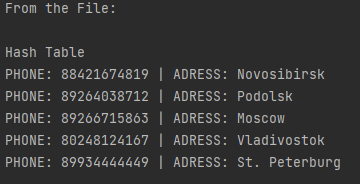 From the File:
Hash Table
PHONE: 88421674819 | ADRESS: Novosibirsk
PHONE: 89264038712 | ADRESS: Podolsk
PHONE: 89266715863 | ADRESS: Moscow
PHONE: 80248124167 | ADRESS: Vladivostok
PHONE: 89934444449 | ADRESS: St. Peterburg